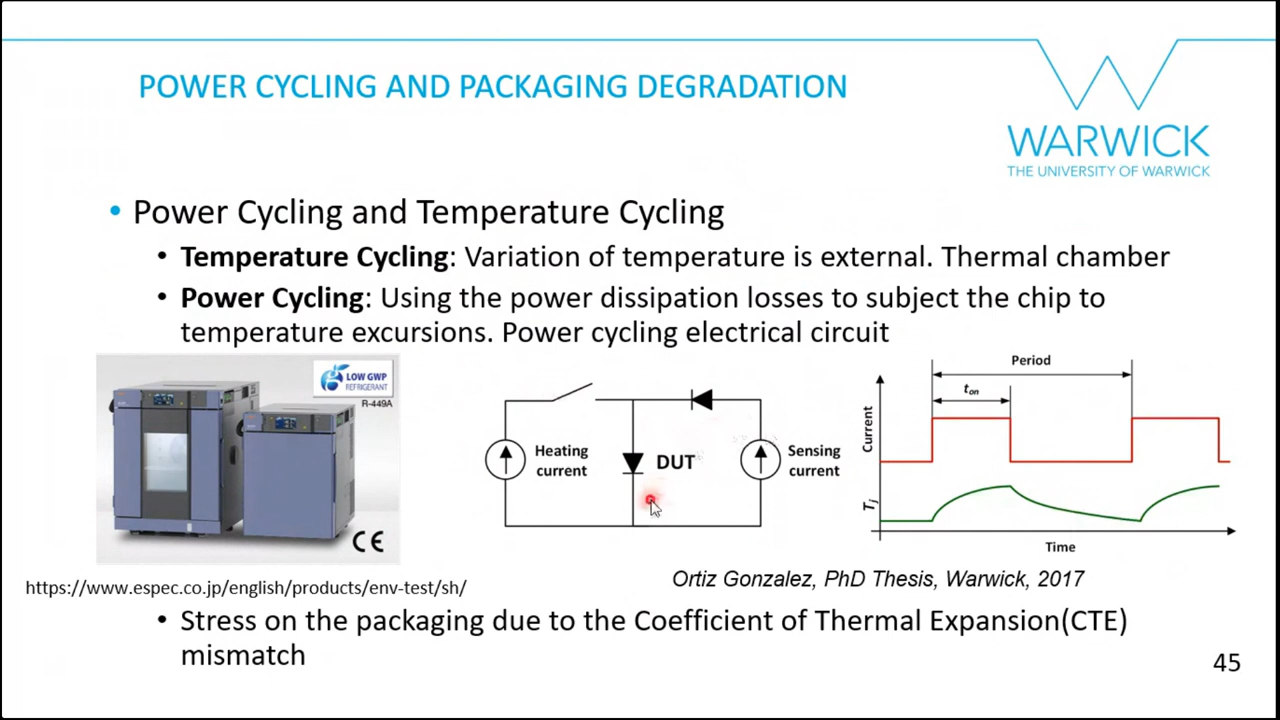 POWER CYCLING AND PACKAGING DEGRADATION
WARWICK
THE UNIVERSITY OF WARWICK
• Power Cycling and Temperature Cycling
• Temperature Cycling: Variation of temperature is external. Thermal chamber
• Power Cycling: Using the power dissipation losses to subject the chip to
temperature excursions. Power cycling electrical circuit
LOW GWP
REFRIGERANT
R-449A
CE
Heating
current
DUT
Sensing
current
Period
ton
Current
Tj
Time
https://www.espec.co.jp/english/products/env-test/sh/
Ortiz Gonzalez, PhD Thesis, Warwick, 2017
• Stress on the packaging due to the Coefficient of Thermal Expansion(CTE)
mismatch
45